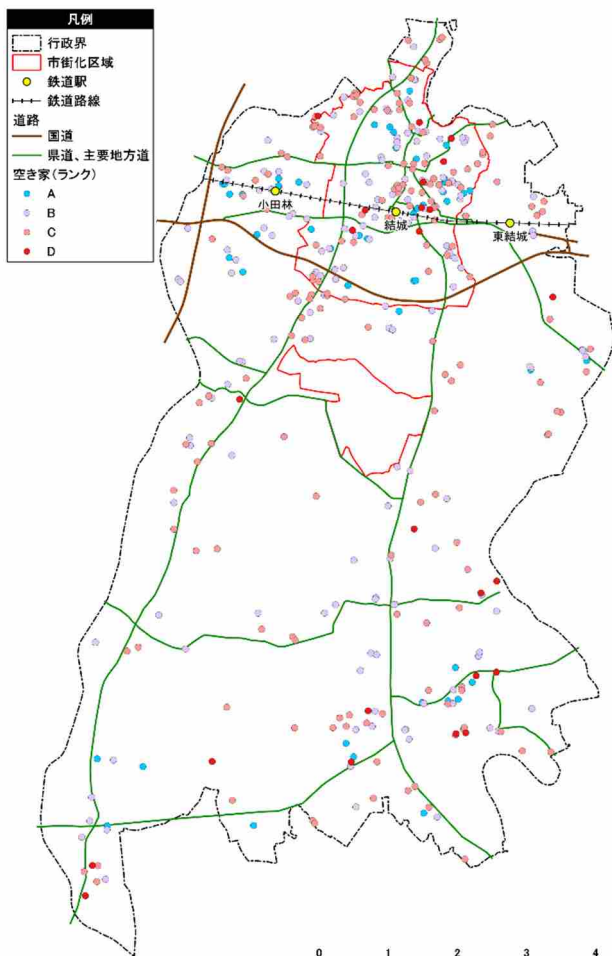 凡例
行政界
市街化区域
鉄道駅
鉄道路線
道路
国道
県道、主要地方道
空き家(ランク)
A
B
C
D
小田林
結城
東結城
0 1 2 3 4